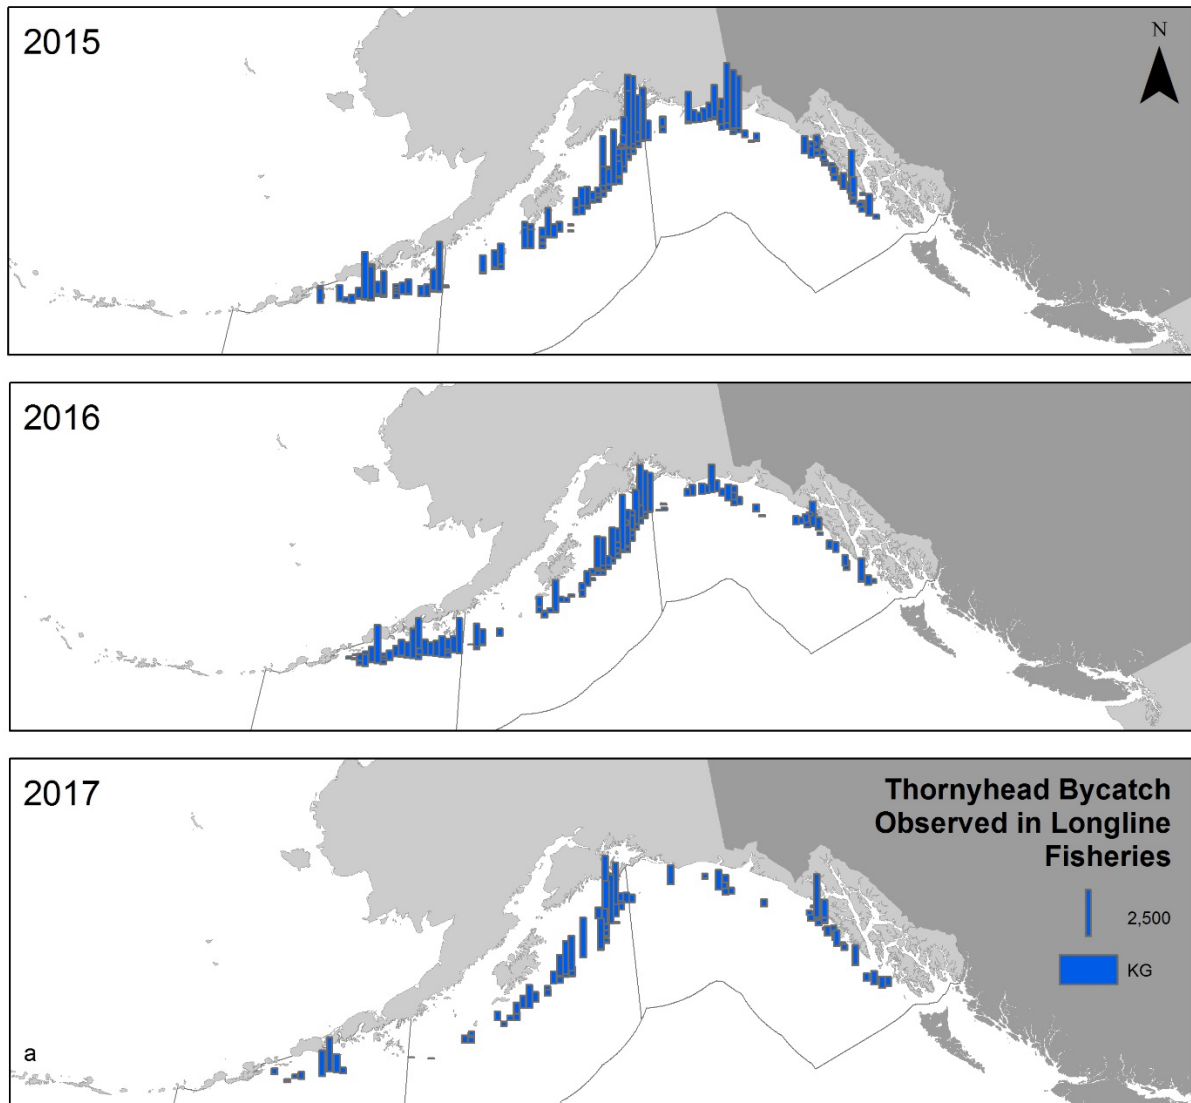 2015
N
2016
2017
Thornyhead Bycatch
Observed in Longline
Fisheries
2,500
KG
a